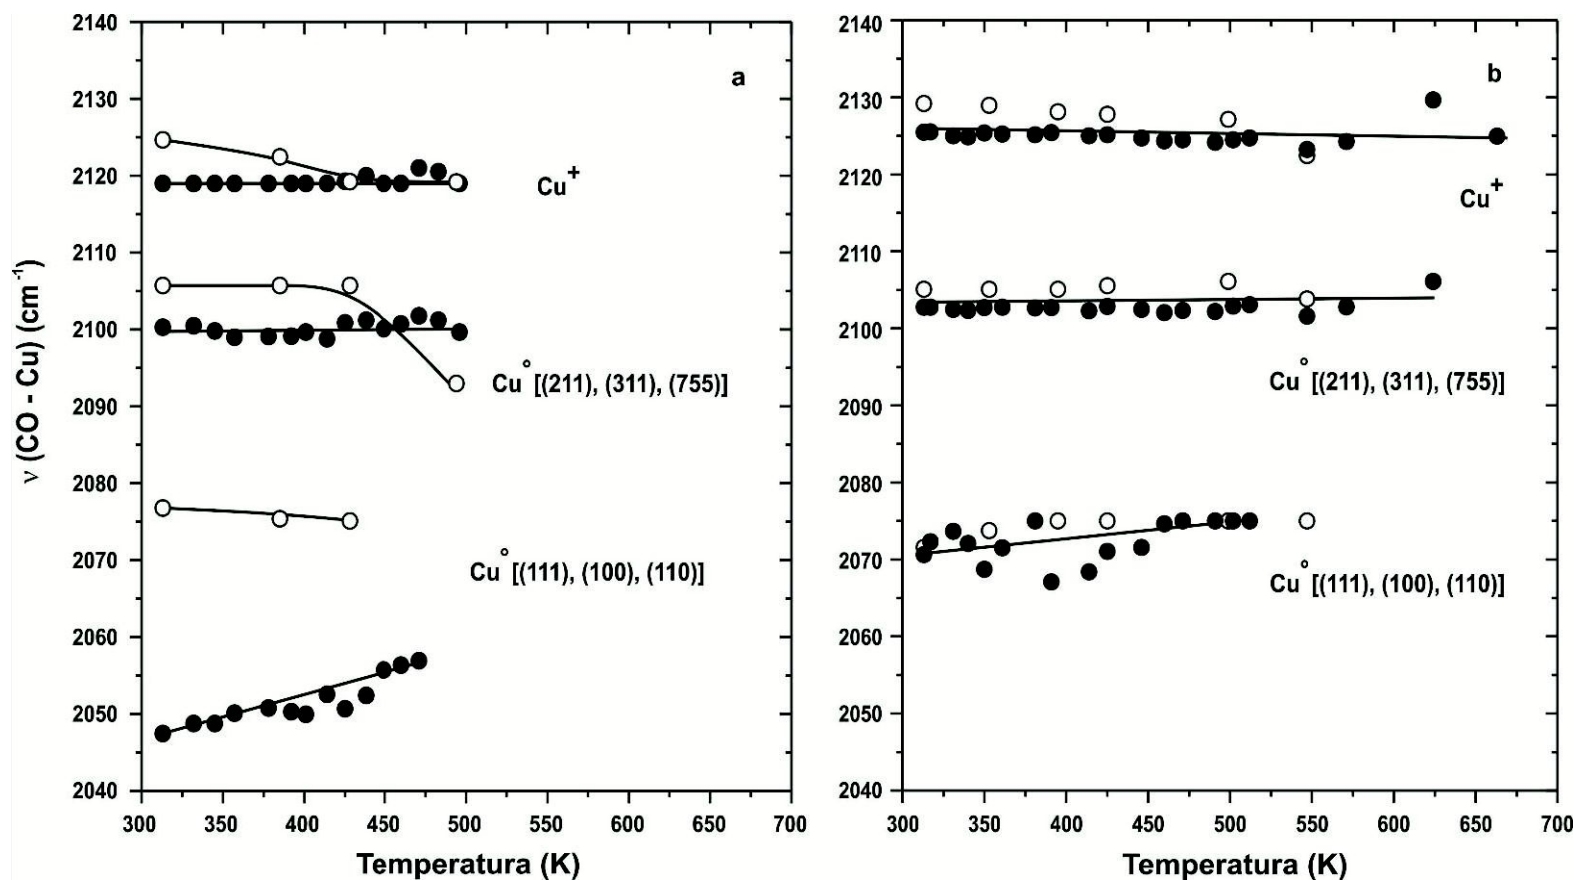 ν (CO - Cu) (cm⁻¹)
2140
2130
2120
2110
2100
2090
2080
2070
2060
2050
2040
a
Cu⁺
Cu° [(211), (311), (755)]
Cu° [(111), (100), (110)]
300 350 400 450 500 550 600 650 700
Temperatura (K)
2140
2130
2120
2110
2100
2090
2080
2070
2060
2050
2040
b
Cu⁺
Cu° [(211), (311), (755)]
Cu° [(111), (100), (110)]
300 350 400 450 500 550 600 650 700
Temperatura (K)